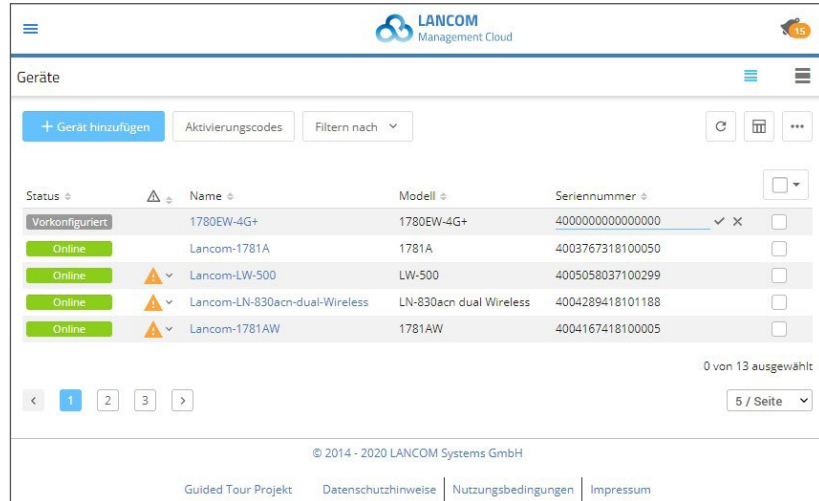 LANCOM
Management Cloud
15
Geräte
+ Gerät hinzufügen Aktivierungscodes Filtern nach
Status Name Modell Seriennummer
Vorkonfiguriert 1780EW-4G+ 1780EW-4G+ 4000000000000000
Online Lancom-1781A 1781A 4003767318100050
Online Lancom-LW-500 LW-500 4005058037100299
Online Lancom-LN-830acn-dual-Wireless LN-830acn dual Wireless 4004289418101188
Online Lancom-1781AW 1781AW 4004167418100005
0 von 13 ausgewählt
< 1 2 3 > 5 / Seite
© 2014 - 2020 LANCOM Systems GmbH
Guided Tour Projekt Datenschutzhinweise Nutzungsbedingungen Impressum